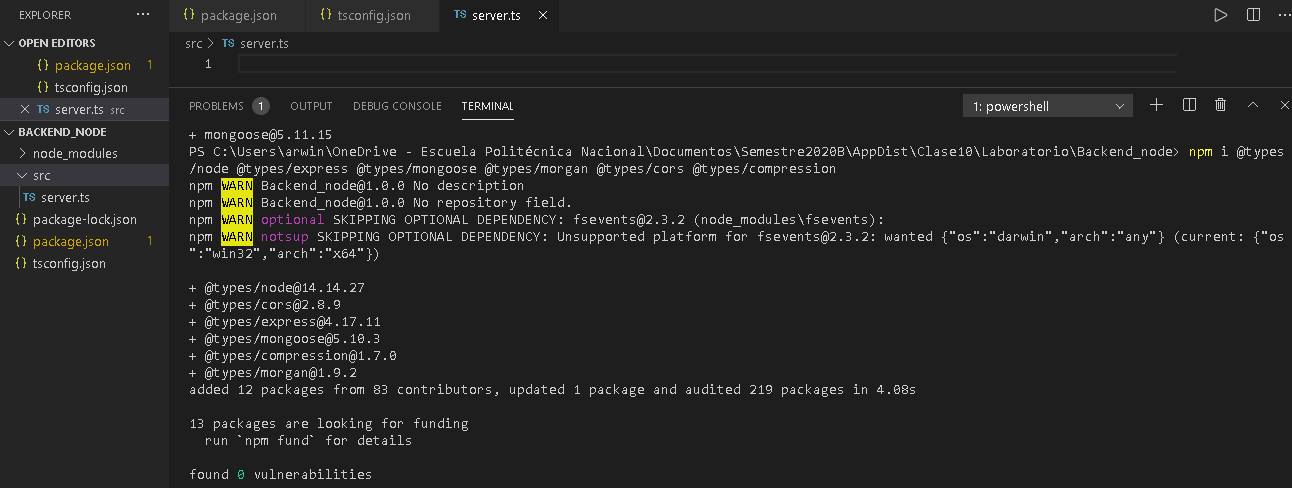 EXPLORER ...
package.json
tsconfig.json
TS server.ts
OPEN EDITORS
{} package.json 1
{} tsconfig.json
TS server.ts src
BACKEND_NODE
node_modules
src
TS server.ts
{} package-lock.json
{} package.json 1
{} tsconfig.json
src > TS server.ts
1
PROBLEMS 1 OUTPUT DEBUG CONSOLE TERMINAL
1: powershell
+ mongoose@5.11.15
PS C:\Users\arwin\OneDrive - Escuela Politécnica Nacional\Documentos\Semestre2020B\AppDist\Clase10\Laboratorio\Backend_node> npm i @types
/node @types/express @types/mongoose @types/morgan @types/cors @types/compression
npm WARN Backend_node@1.0.0 No description
npm WARN Backend_node@1.0.0 No repository field.
npm WARN optional SKIPPING OPTIONAL DEPENDENCY: fsevents@2.3.2 (node_modules\fsevents):
npm WARN notsup SKIPPING OPTIONAL DEPENDENCY: Unsupported platform for fsevents@2.3.2: wanted {"os":"darwin","arch":"any"} (current: {"os
":"win32","arch":"x64"})
+ @types/node@14.14.27
+ @types/cors@2.8.9
+ @types/express@4.17.11
+ @types/mongoose@5.10.3
+ @types/compression@1.7.0
+ @types/morgan@1.9.2
added 12 packages from 83 contributors, updated 1 package and audited 219 packages in 4.08s
13 packages are looking for funding
run `npm fund` for details
found 0 vulnerabilities